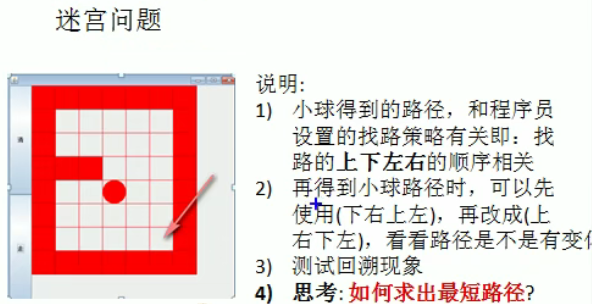 迷宫问题
说明:
1) 小球得到的路径，和程序员
设置的找路策略有关即：找
路的上下左右的顺序相关
2) 再得到小球路径时，可以先
使用(下右上左)，再改成(上
右下左)，看看路径是不是有变化
3) 测试回溯现象
4) 思考: 如何求出最短路径?